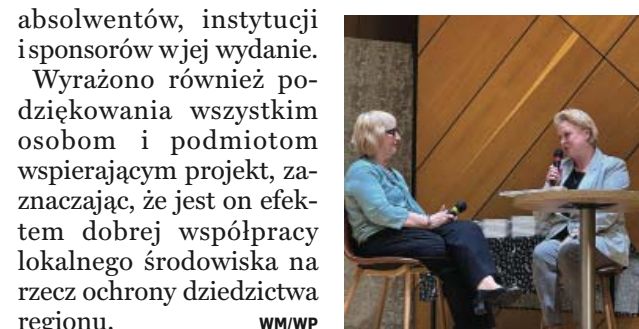 absolwentów, instytucji
i sponsorów w jej wydanie.
Wyrażono również po-
dziękowania wszystkim
osobom i podmiotom
wspierającym projekt, za-
znaczając, że jest on efek-
tem dobrej współpracy
lokalnego środowiska na
rzecz ochrony dziedzictwa
regionu. WM/WP